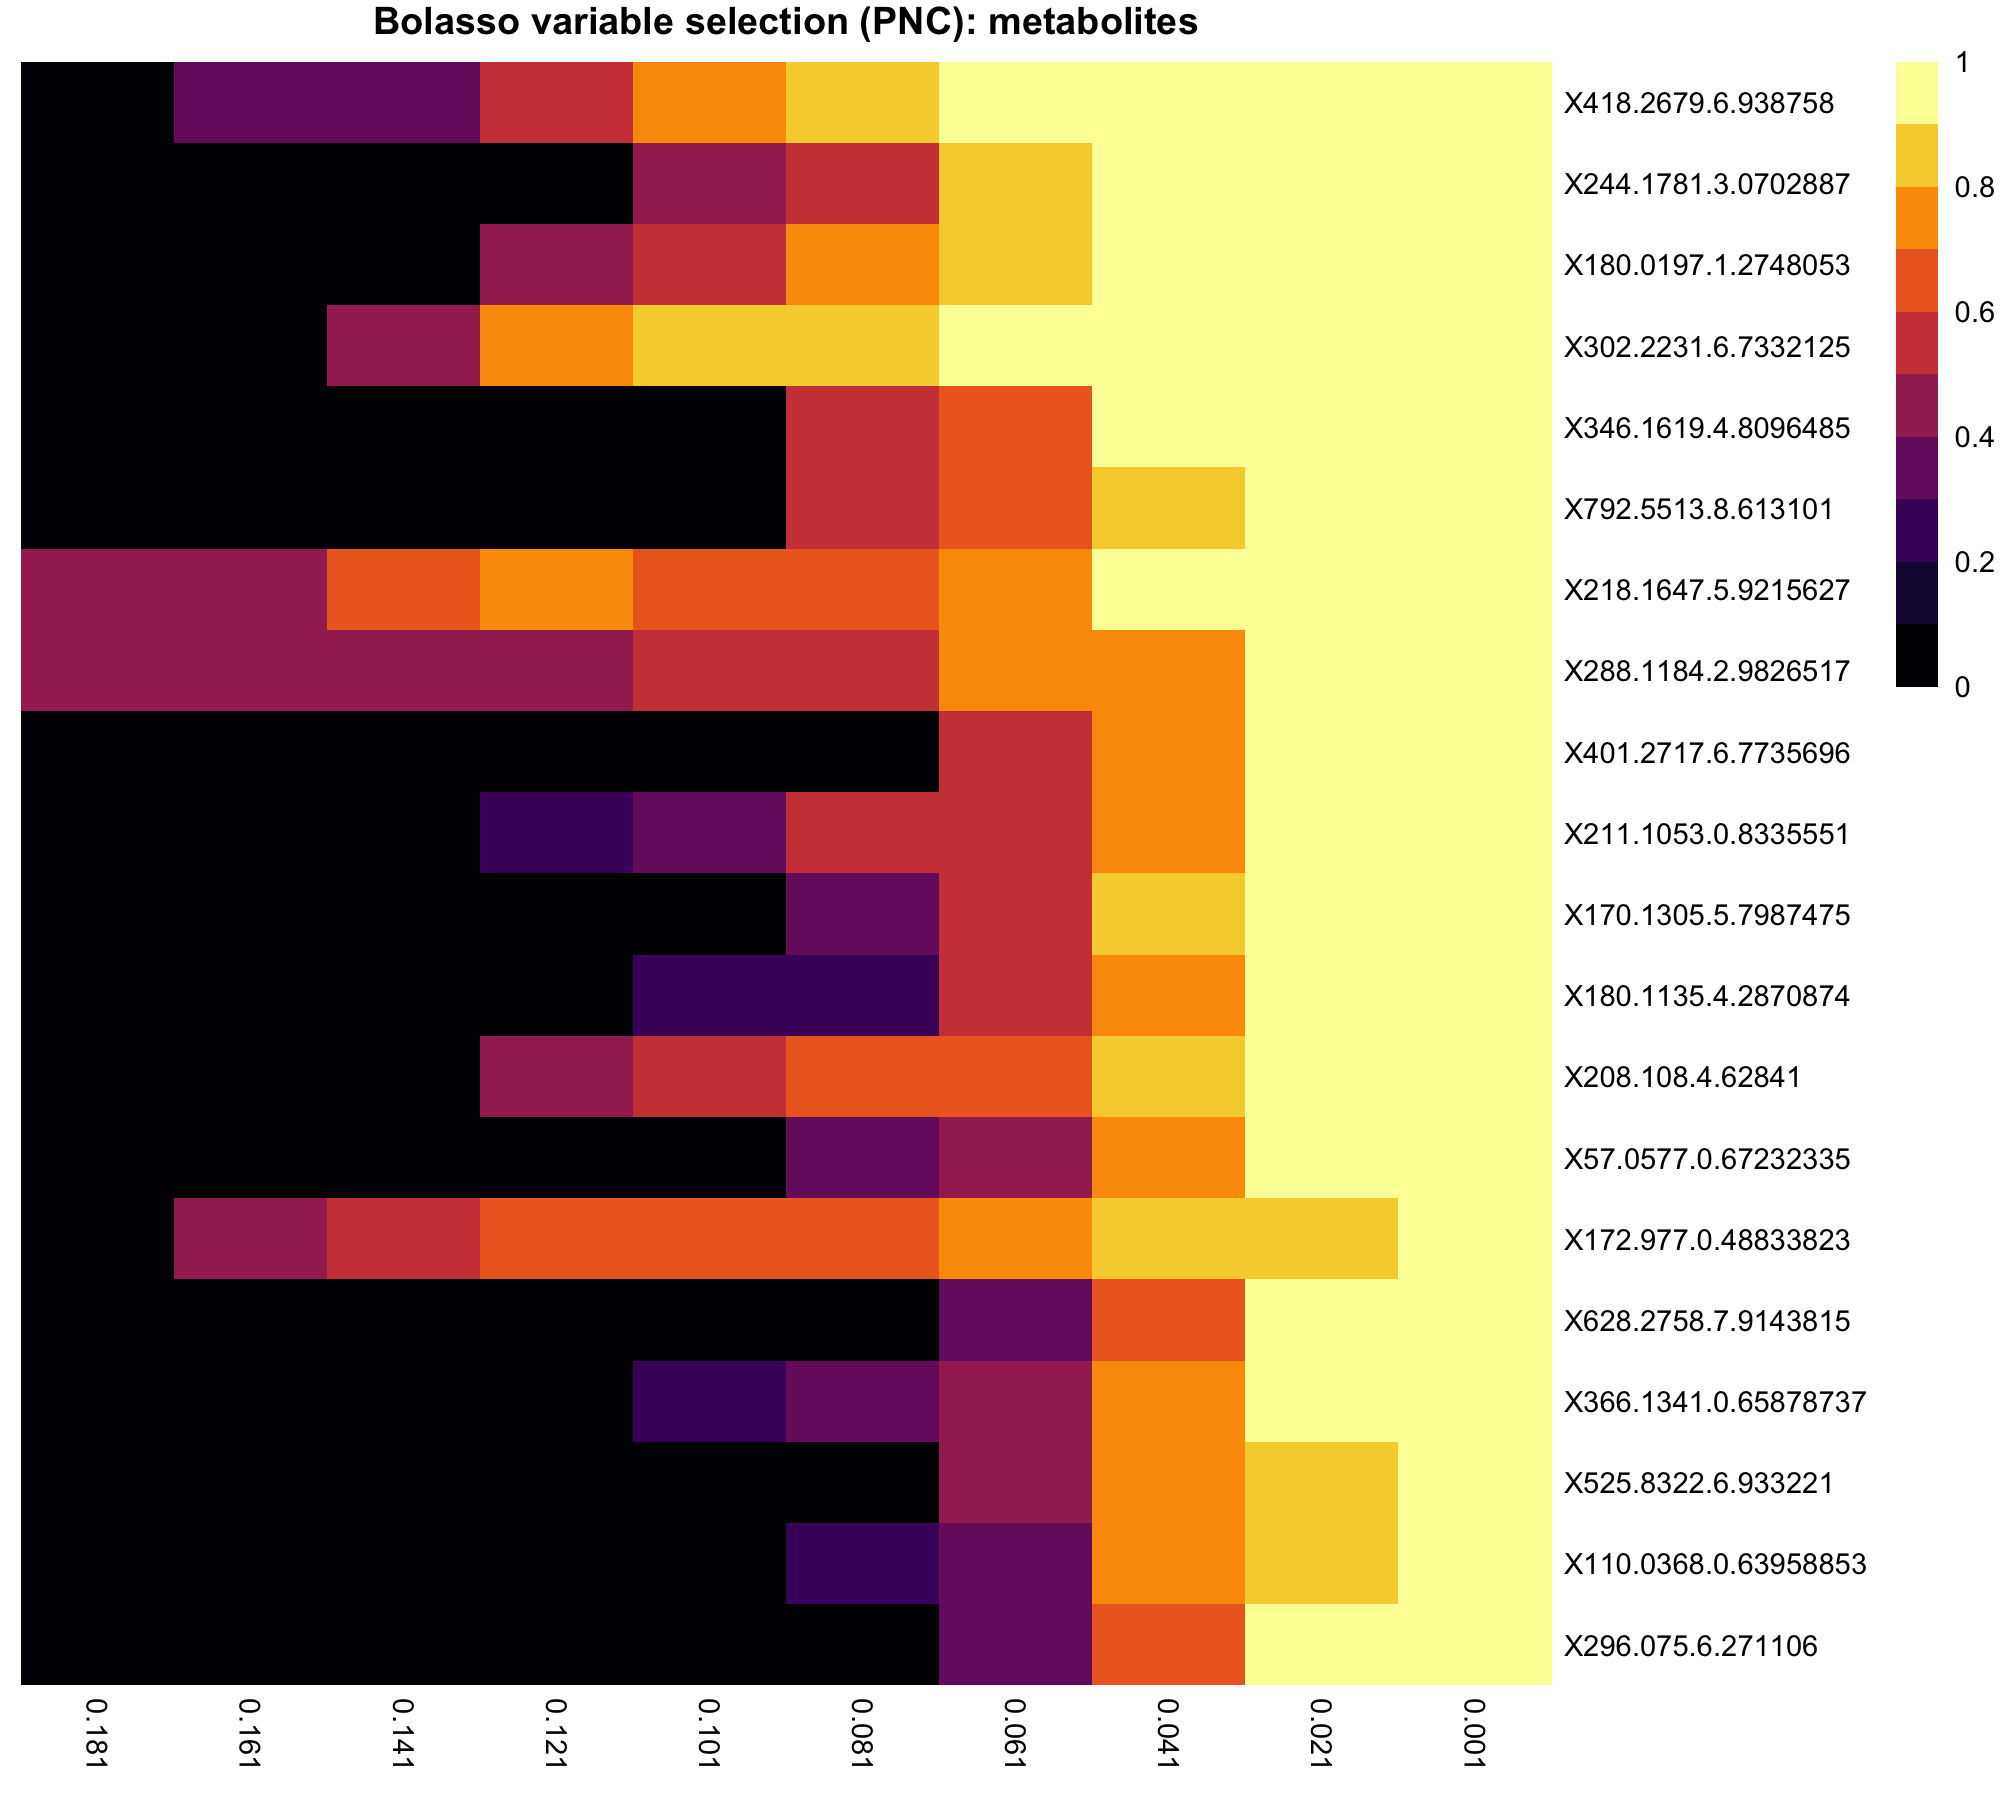 Bolasso variable selection (PNC): metabolites
X418.2679.6.938758
X244.1781.3.0702887
X180.0197.1.2748053
X302.2231.6.7332125
X346.1619.4.8096485
X792.5513.8.613101
X218.1647.5.9215627
X288.1184.2.9826517
X401.2717.6.7735696
X211.1053.0.8335551
X170.1305.5.7987475
X180.1135.4.2870874
X208.108.4.62841
X57.0577.0.67232335
X172.977.0.48833823
X628.2758.7.9143815
X366.1341.0.65878737
X525.8322.6.933221
X110.0368.0.63958853
X296.075.6.271106
1
0.8
0.6
0.4
0.2
0
0.181
0.161
0.141
0.121
0.101
0.081
0.061
0.041
0.021
0.001